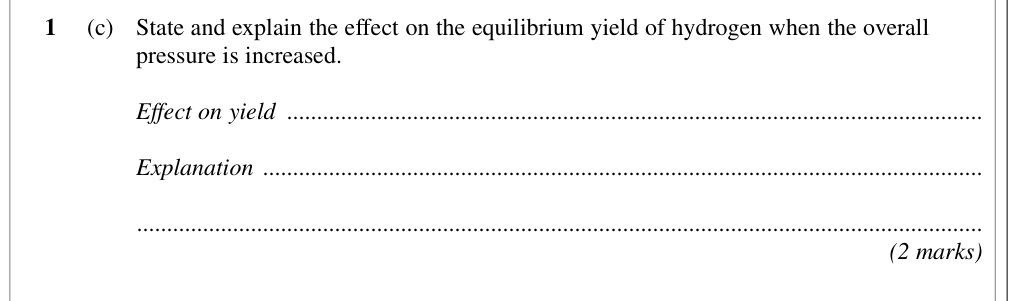 1 (c) State and explain the effect on the equilibrium yield of hydrogen when the overall
pressure is increased.
Effect on yield ....................................................................................................................
Explanation ........................................................................................................................
.............................................................................................................................................
(2 marks)